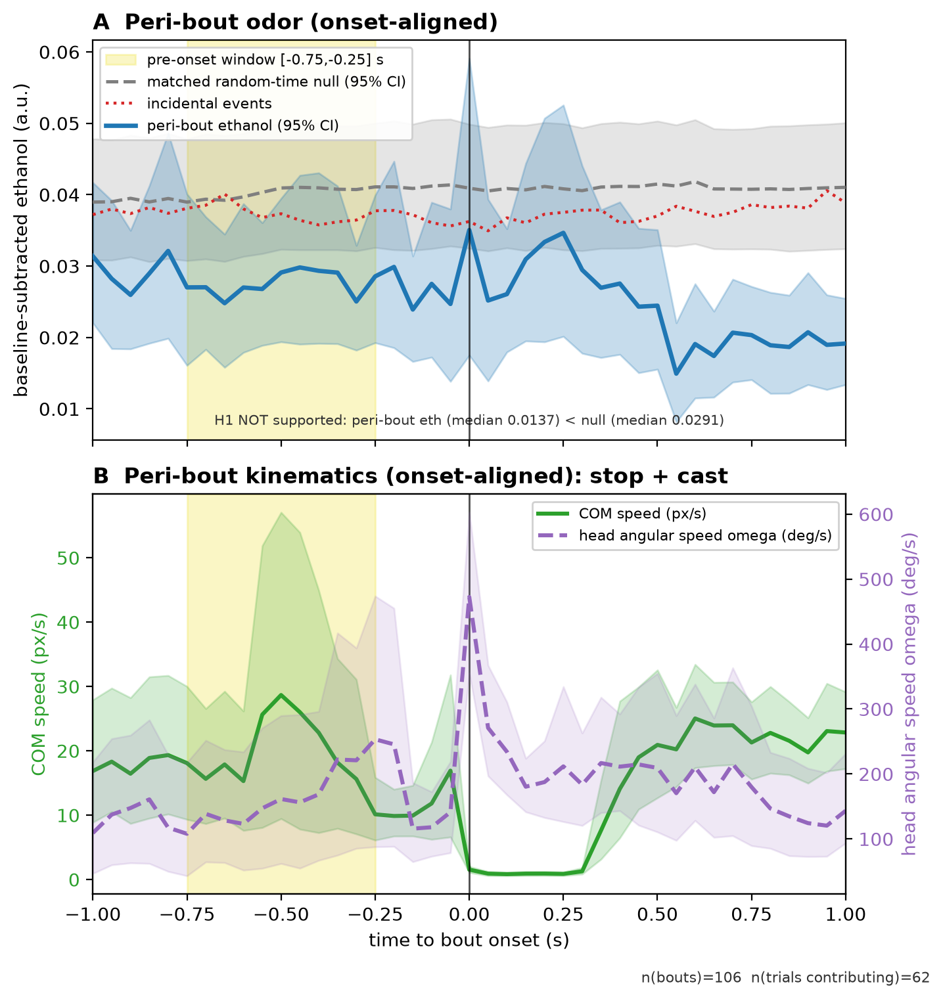 A  Peri-bout odor (onset-aligned)
pre-onset window [-0.75,-0.25] s
matched random-time null (95% CI)
incidental events
peri-bout ethanol (95% CI)
baseline-subtracted ethanol (a.u.)
0.06
0.05
0.04
0.03
0.02
0.01
H1 NOT supported: peri-bout eth (median 0.0137) < null (median 0.0291)
B  Peri-bout kinematics (onset-aligned): stop + cast
COM speed (px/s)
head angular speed omega (deg/s)
COM speed (px/s)
50
40
30
20
10
0
600
500
400
300
200
100
head angular speed omega (deg/s)
−1.00 −0.75 −0.50 −0.25 0.00 0.25 0.50 0.75 1.00
time to bout onset (s)
n(bouts)=106  n(trials contributing)=62